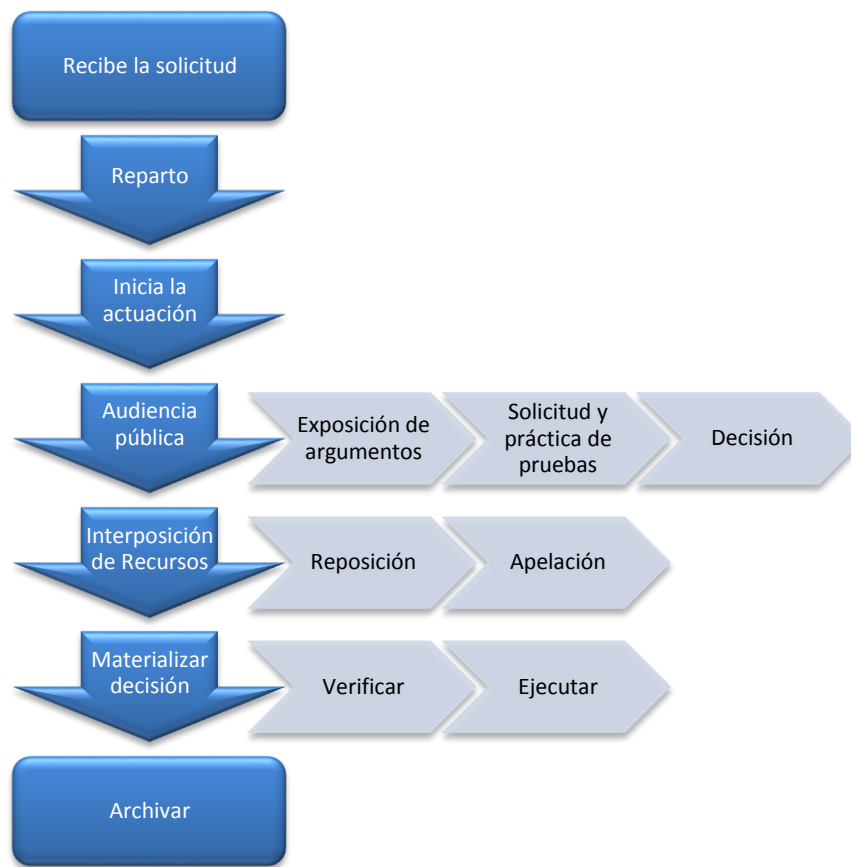 Recibe la solicitud
Reparto
Inicia la
actuación
Audiencia
pública
Exposición de
argumentos
Solicitud y
práctica de
pruebas
Decisión
Interposición
de Recursos
Reposición
Apelación
Materializar
decisión
Verificar
Ejecutar
Archivar